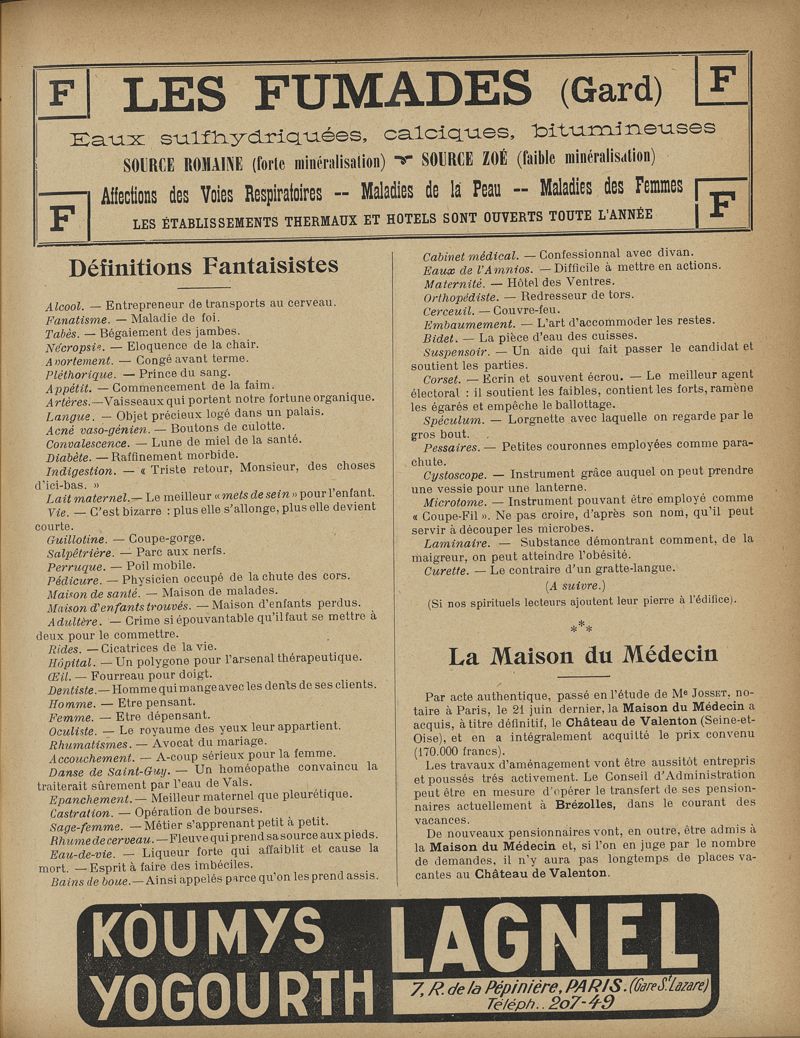 F LES FUMADES (Gard) F
Eaux sulfhydriquées, calciques, bitumineuses
SOURCE ROMAINE (forte minéralisation) SOURCE ZOÉ (faible minéralisation)
Affections des Voies Respiratoires -- Maladies de la Peau -- Maladies des Femmes
F LES ÉTABLISSEMENTS THERMAUX ET HOTELS SONT OUVERTS TOUTE L'ANNÉE F
Définitions Fantaisistes
Alcool. — Entrepreneur de transports au cerveau.
Fanatisme. — Maladie de foi.
Tabès. — Bégaiement des jambes.
Nécropsie. — Eloquence de la chair.
Avortement. — Congé avant terme.
Pléthorique. — Prince du sang.
Appétit. — Commencement de la faim.
Artères. — Vaisseaux qui portent notre fortune organique.
Langue. — Objet précieux logé dans un palais.
Acné vaso-génien. — Boutons de culotte.
Convalescence. — Lune de miel de la santé.
Diabète. — Raffinement morbide.
Indigestion. — « Triste retour, Monsieur, des choses
d'ici-bas. »
Lait maternel. — Le meilleur « mets de sein » pour l'enfant.
Vie. — C'est bizarre : plus elle s'allonge, plus elle devient
courte.
Guillotine. — Coupe-gorge.
Salpêtrière. — Parc aux nerfs.
Perruque. — Poil mobile.
Pédicure. — Physicien occupé de la chute des cors.
Maison de santé. — Maison de malades.
Maison d'enfants trouvés. — Maison d'enfants perdus.
Adultère. — Crime si épouvantable qu'il faut se mettre à
deux pour le commettre.
Rides. — Cicatrices de la vie.
Hôpital. — Un polygone pour l'arsenal thérapeutique.
Œil. — Fourreau pour doigt.
Dentiste. — Homme qui mange avec les dents de ses clients.
Homme. — Etre pensant.
Femme. — Etre dépensant.
Oculiste. — Le royaume des yeux leur appartient.
Rhumatismes. — Avocat du mariage.
Accouchement. — A-coup sérieux pour la femme.
Danse de Saint-Guy. — Un homéopathe convaincu la
traiterait sûrement par l'eau de Vals.
Epanchement. — Meilleur maternel que pleurétique.
Castration. — Opération de bourses.
Sage-femme. — Métier s'apprenant petit à petit.
Rhume de cerveau. — Fleuve qui prend sa source aux pieds.
Eau-de-vie. — Liqueur forte qui affaiblit et cause la
mort. — Esprit à faire des imbéciles.
Bains de boue. — Ainsi appelés parce qu'on les prend assis.
Cabinet médical. — Confessionnal avec divan.
Eaux de l'Amnios. — Difficile à mettre en actions.
Maternité. — Hôtel des Ventres.
Orthopédiste. — Redresseur de tors.
Cerceuil. — Couvre-feu.
Embaumement. — L'art d'accommoder les restes.
Bidet. — La pièce d'eau des cuisses.
Suspensoir. — Un aide qui fait passer le candidat et
soutient les parties.
Corset. — Ecrin et souvent écrou. — Le meilleur agent
électoral : il soutient les faibles, contient les forts, ramène
les égarés et empêche le ballottage.
Spéculum. — Lorgnette avec laquelle on regarde par le
gros bout.
Pessaires. — Petites couronnes employées comme para-
chute.
Cystoscope. — Instrument grâce auquel on peut prendre
une vessie pour une lanterne.
Microtome. — Instrument pouvant être employé comme
« Coupe-Fil ». Ne pas croire, d'après son nom, qu'il peut
servir à découper les microbes.
Laminaire. — Substance démontrant comment, de la
maigreur, on peut atteindre l'obésité.
Curette. — Le contraire d'un gratte-langue.
(A suivre.)
(Si nos spirituels lecteurs ajoutent leur pierre à l'édifice).
***
La Maison du Médecin
Par acte authentique, passé en l'étude de Me JOSSET, no-
taire à Paris, le 21 juin dernier, la Maison du Médecin a
acquis, à titre définitif, le Château de Valenton (Seine-et-
Oise), et en a intégralement acquitté le prix convenu
(170.000 francs).
Les travaux d'aménagement vont être aussitôt entrepris
et poussés trés activement. Le Conseil d'Administration
peut être en mesure d'opérer le transfert de ses pension-
naires actuellement à Brézolles, dans le courant des
vacances.
De nouveaux pensionnaires vont, en outre, être admis à
la Maison du Médecin et, si l'on en juge par le nombre
de demandes, il n'y aura pas longtemps de places va-
cantes au Château de Valenton.
KOUMYS
YOGOURTH
LAGNEL
7, R. de la Pépinière, PARIS. (Gare St Lazare)
Téléph.. 207-49